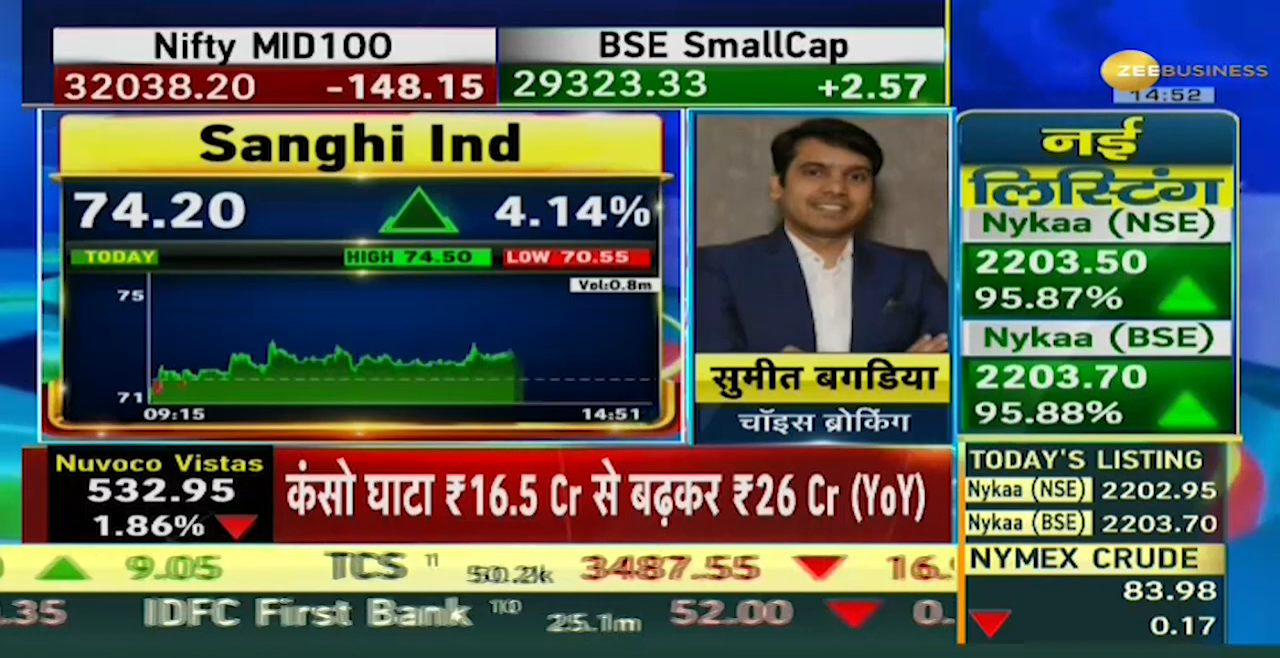 Nifty MID100
32038.20 -148.15
BSE SmallCap
29323.33 +2.57
ZEEBUSINESS
14:52
Sanghi Ind
74.20 4.14%
TODAY HIGH 74.50 LOW 70.55
Vol:0.8m
75
71
09:15 14:51
सुमीत बगडिया
चॉइस ब्रोकिंग
नई
लिस्टिंग
Nykaa (NSE)
2203.50
95.87%
Nykaa (BSE)
2203.70
95.88%
TODAY'S LISTING
Nykaa (NSE) 2202.95
Nykaa (BSE) 2203.70
NYMEX CRUDE
83.98
0.17
Nuvoco Vistas
532.95
1.86%
कंसो घाटा ₹16.5 Cr से बढ़कर ₹26 Cr (YoY)
9.05 TCS 50.2k 3487.55 16.
.35 IDFC First Bank 25.1m 52.00 0.